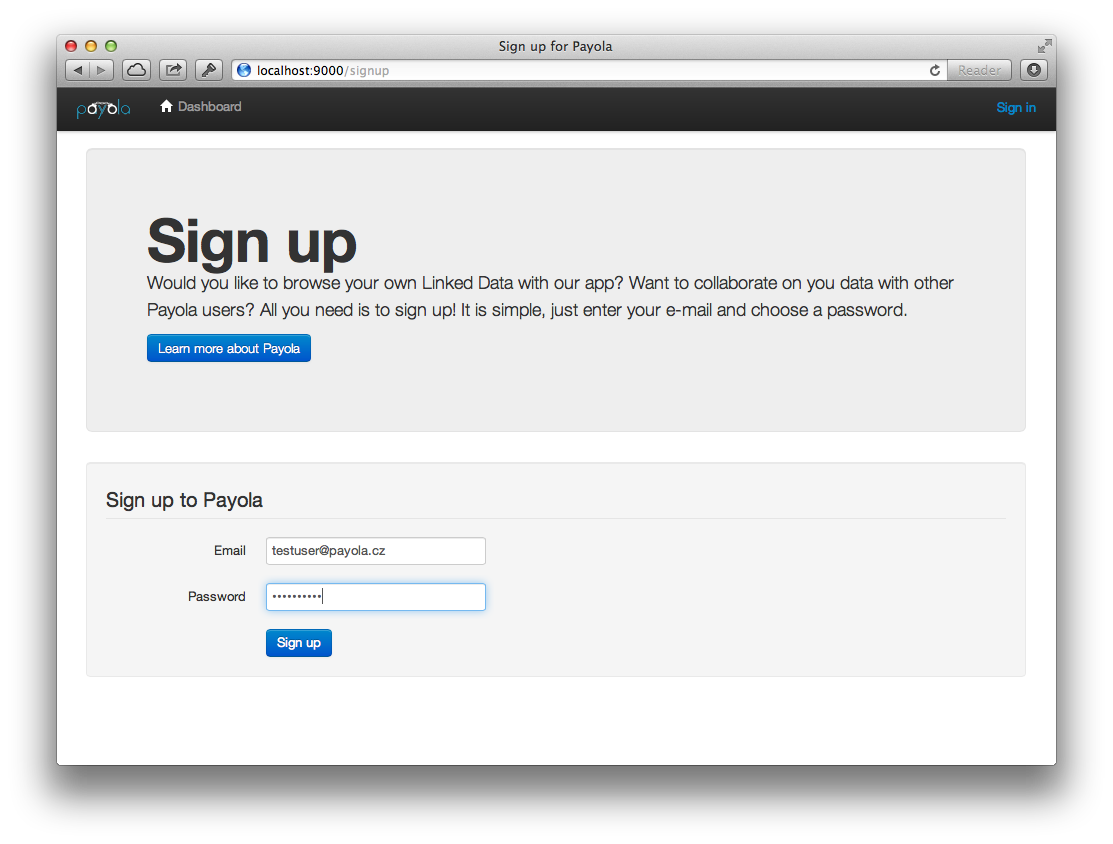 Sign up for Payola
localhost:9000/signup
Reader
payola
Dashboard
Sign in
Sign up
Would you like to browse your own Linked Data with our app? Want to collaborate on you data with other
Payola users? All you need is to sign up! It is simple, just enter your e-mail and choose a password.
Learn more about Payola
Sign up to Payola
Email
testuser@payola.cz
Password
••••••••••
Sign up